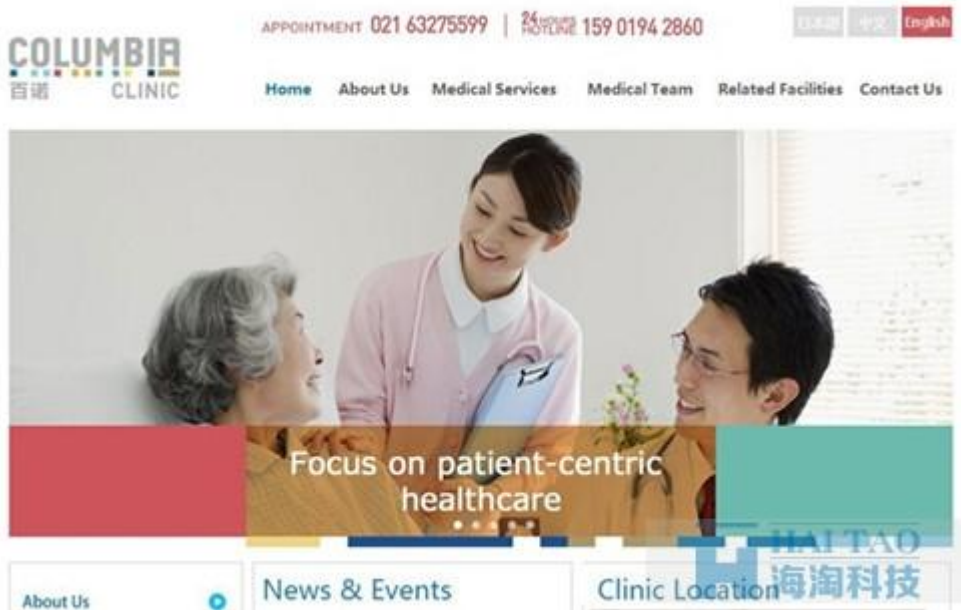 APPOINTMENT 021 63275599 | 24 HOURS HOTLINE 159 0194 2860
日本語 中文 English
COLUMBIA
百诺 CLINIC
Home About Us Medical Services Medical Team Related Facilities Contact Us
Focus on patient-centric
healthcare
About Us
News & Events
Clinic Location
HAI TAO
海淘科技